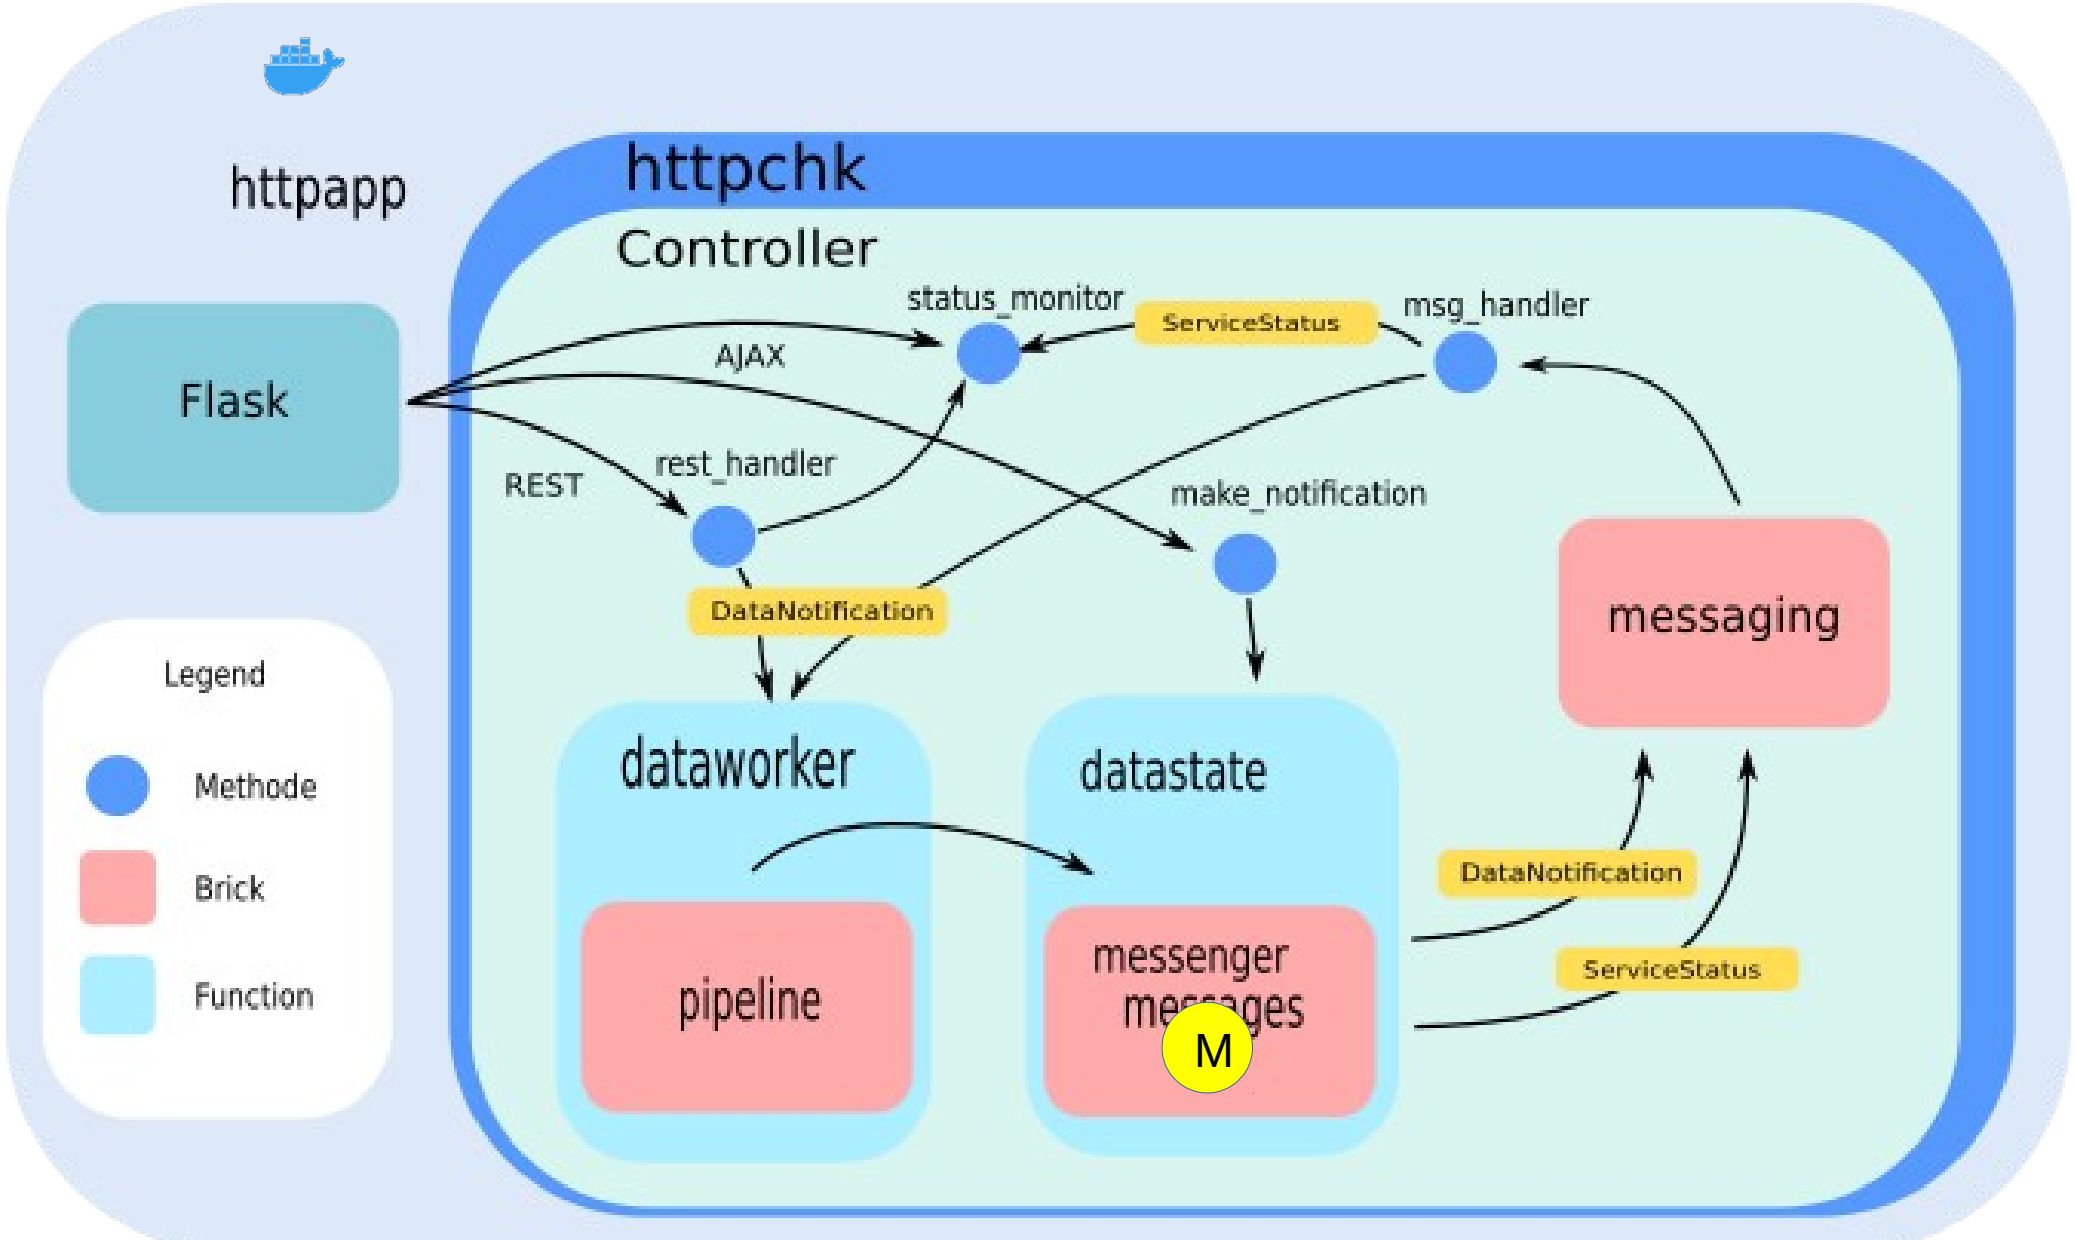 httpapp
httpchk
Controller
status_monitor
ServiceStatus
msg_handler
AJAX
Flask
rest_handler
REST
make_notification
DataNotification
messaging
Legend
Methode
Brick
Function
dataworker
datastate
pipeline
messenger
messages
M
DataNotification
ServiceStatus